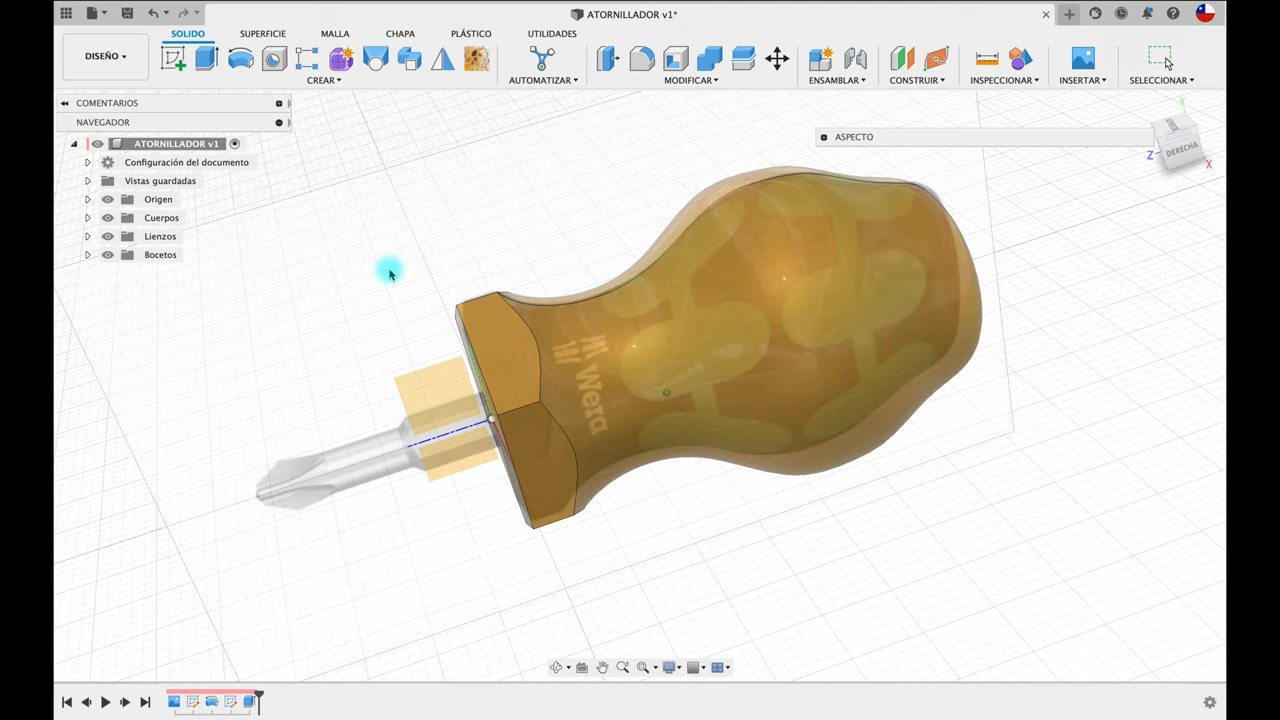 ATORNILLADOR v1*
SOLIDO
SUPERFICIE
MALLA
CHAPA
PLÁSTICO
UTILIDADES
DISEÑO
CREAR
AUTOMATIZAR
MODIFICAR
ENSAMBLAR
CONSTRUIR
INSPECCIONAR
INSERTAR
SELECCIONAR
COMENTARIOS
NAVEGADOR
ATORNILLADOR v1
Configuración del documento
Vistas guardadas
Origen
Cuerpos
Lienzos
Bocetos
ASPECTO
Y
Z
DERECHA
X
Wera